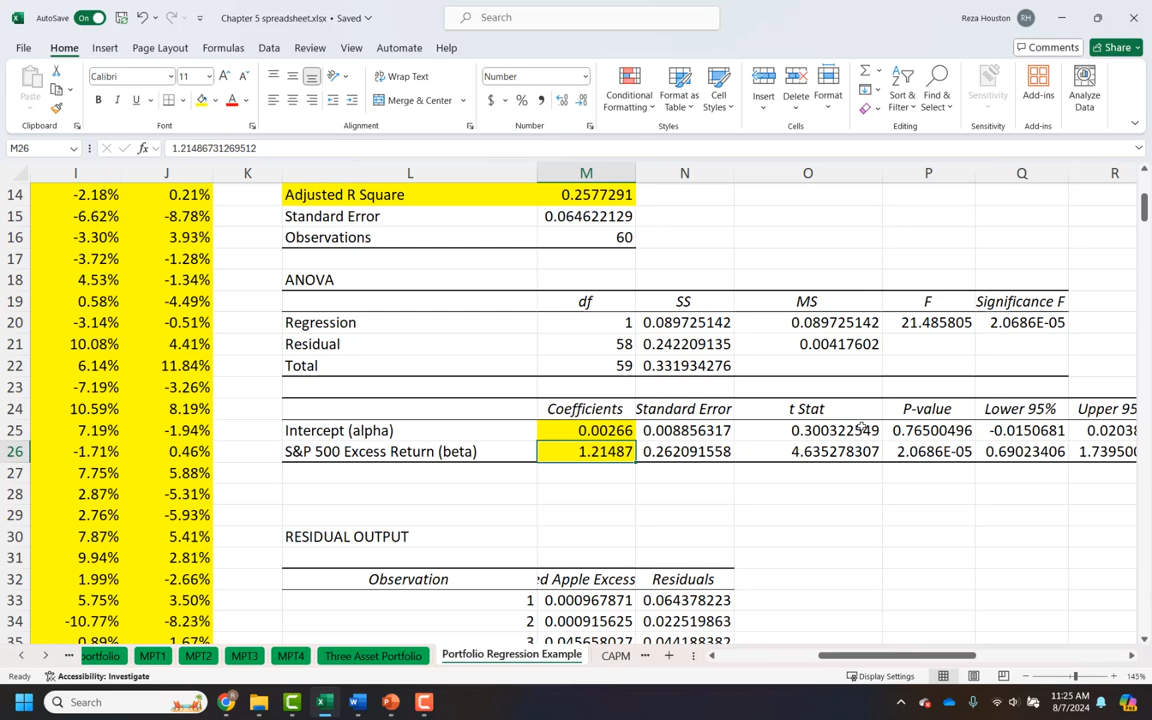 AutoSave On Chapter 5 spreadsheet.xlsx • Saved Search Reza Houston RH
File Home Insert Page Layout Formulas Data Review View Automate Help Comments Share
Paste Calibri 11 Wrap Text Number Conditional Formatting Format as Table Cell Styles Insert Delete Format Sort & Filter Find & Select Sensitivity Add-ins Analyze Data
B I U A Merge & Center $ %
Clipboard Font Alignment Number Styles Cells Editing Sensitivity Add-ins
M26 fx 1.21486731269512
I J K L M N O P Q R
14 -2.18% 0.21% Adjusted R Square 0.2577291
15 -6.62% -8.78% Standard Error 0.064622129
16 -3.30% 3.93% Observations 60
17 -3.72% -1.28%
18 4.53% -1.34% ANOVA
19 0.58% -4.49% df SS MS F Significance F
20 -3.14% -0.51% Regression 1 0.089725142 0.089725142 21.485805 2.0686E-05
21 10.08% 4.41% Residual 58 0.242209135 0.00417602
22 6.14% 11.84% Total 59 0.331934276
23 -7.19% -3.26%
24 10.59% 8.19% Coefficients Standard Error t Stat P-value Lower 95% Upper 95
25 7.19% -1.94% Intercept (alpha) 0.00266 0.008856317 0.300322549 0.76500496 -0.0150681 0.02038
26 -1.71% 0.46% S&P 500 Excess Return (beta) 1.21487 0.262091558 4.635278307 2.0686E-05 0.69023406 1.739500
27 7.75% 5.88%
28 2.87% -5.31%
29 2.76% -5.93%
30 7.87% 5.41% RESIDUAL OUTPUT
31 9.94% 2.81%
32 1.99% -2.66% Observation ed Apple Excess Residuals
33 5.75% 3.50% 1 0.000967871 0.064378223
34 -10.77% -8.23% 2 0.000915625 0.022519863
35 0.89% 1.67% 3 0.045658027 0.044188382
portfolio MPT1 MPT2 MPT3 MPT4 Three Asset Portfolio Portfolio Regression Example CAPM
Ready Accessibility: Investigate Display Settings 145%
Search 11:25 AM
8/7/2024